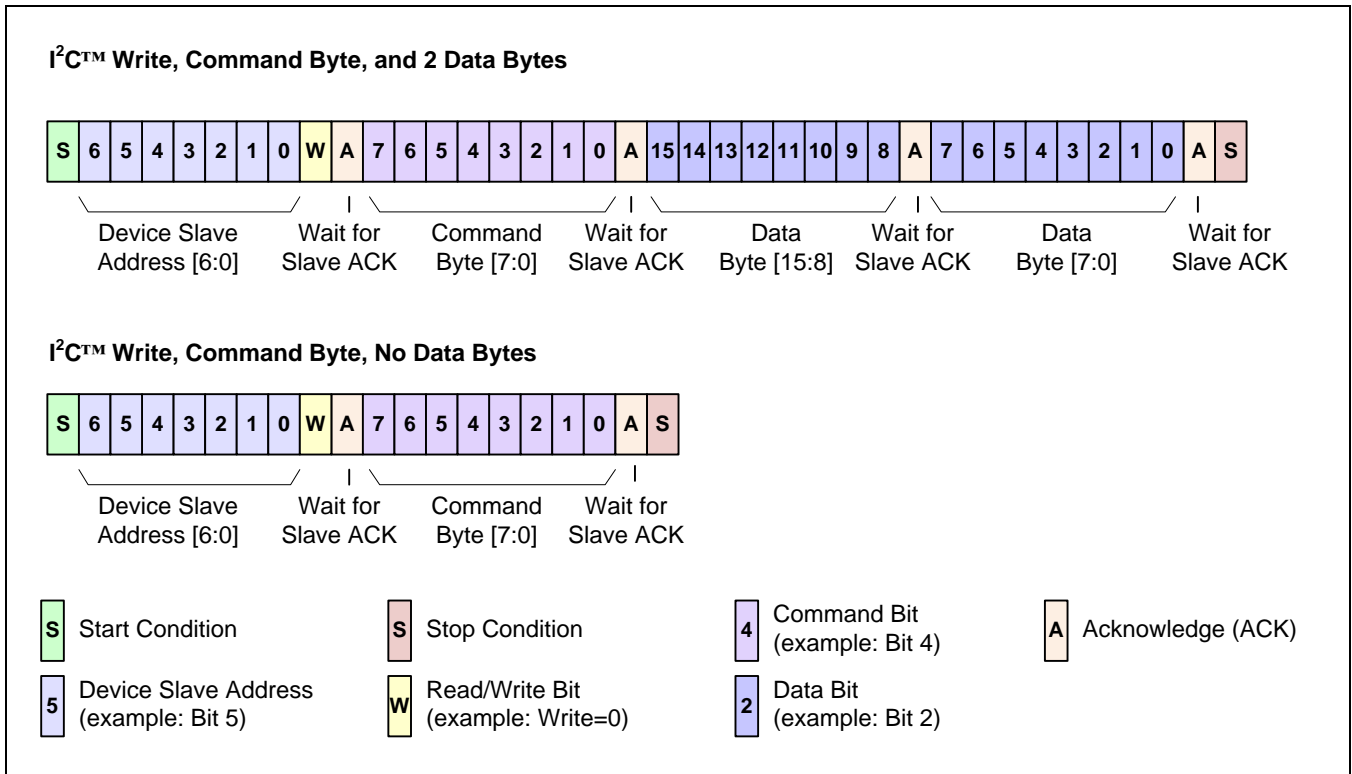 I²C™ Write, Command Byte, and 2 Data Bytes
S 6 5 4 3 2 1 0 W A 7 6 5 4 3 2 1 0 A 15 14 13 12 11 10 9 8 A 7 6 5 4 3 2 1 0 A S
Device Slave Wait for Command Wait for Data Wait for Data Wait for
Address [6:0] Slave ACK Byte [7:0] Slave ACK Byte [15:8] Slave ACK Byte [7:0] Slave ACK
I²C™ Write, Command Byte, No Data Bytes
S 6 5 4 3 2 1 0 W A 7 6 5 4 3 2 1 0 A S
Device Slave Wait for Command Wait for
Address [6:0] Slave ACK Byte [7:0] Slave ACK
S Start Condition
S Stop Condition
4 Command Bit
(example: Bit 4)
A Acknowledge (ACK)
5 Device Slave Address
(example: Bit 5)
W Read/Write Bit
(example: Write=0)
2 Data Bit
(example: Bit 2)